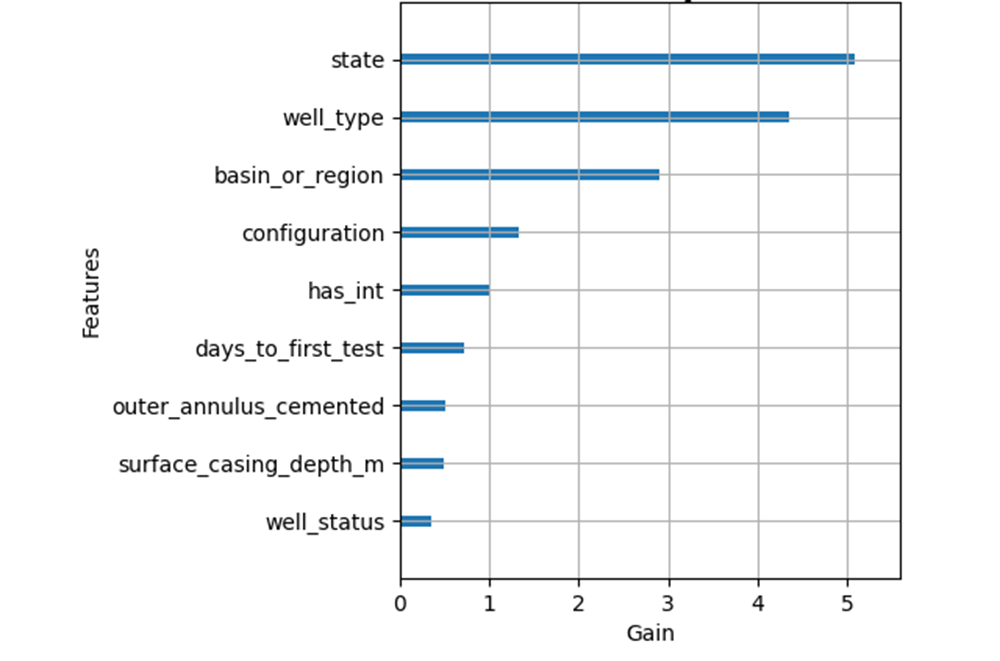 state
well_type
basin_or_region
configuration
has_int
days_to_first_test
outer_annulus_cemented
surface_casing_depth_m
well_status
Features
0 1 2 3 4 5
Gain